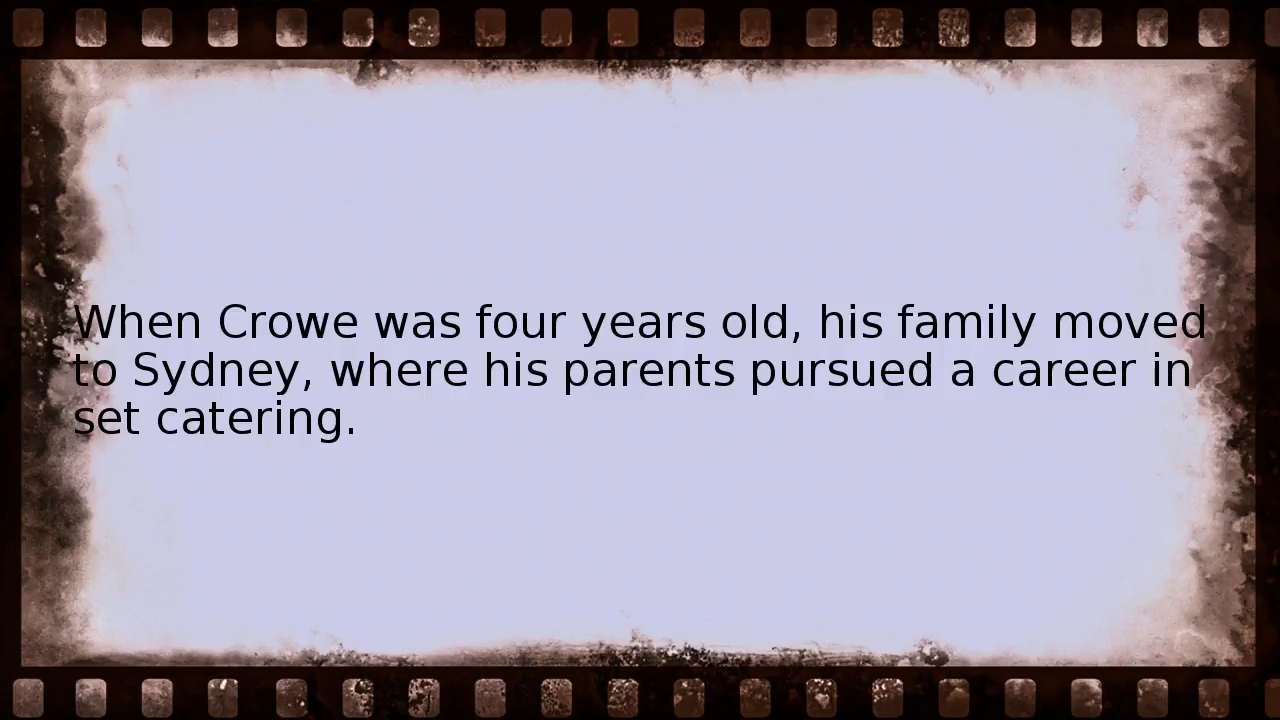 When Crowe was four years old, his family moved
to Sydney, where his parents pursued a career in
set catering.